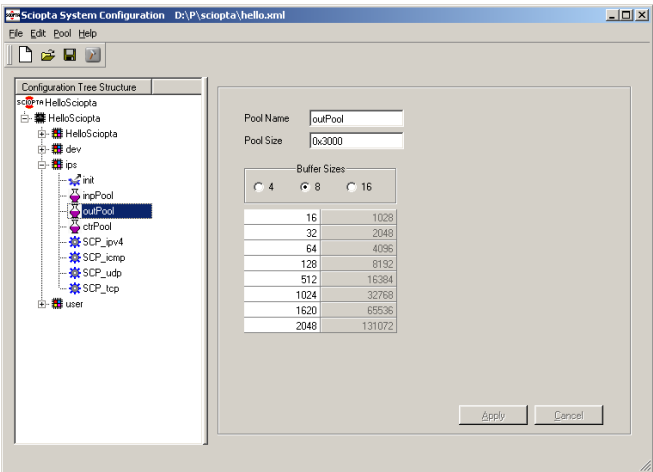 Sciopta System Configuration D:\P\sciopta\hello.xml
File Edit Pool Help
Configuration Tree Structure
SCIOPTA HelloSciopta
HelloSciopta
HelloSciopta
dev
ips
init
inpPool
outPool
ctrPool
SCP_ipv4
SCP_icmp
SCP_udp
SCP_tcp
user
Pool Name outPool
Pool Size 0x3000
Buffer Sizes
4 8 16
16 1028
32 2048
64 4096
128 8192
512 16384
1024 32768
1620 65536
2048 131072
Apply Cancel